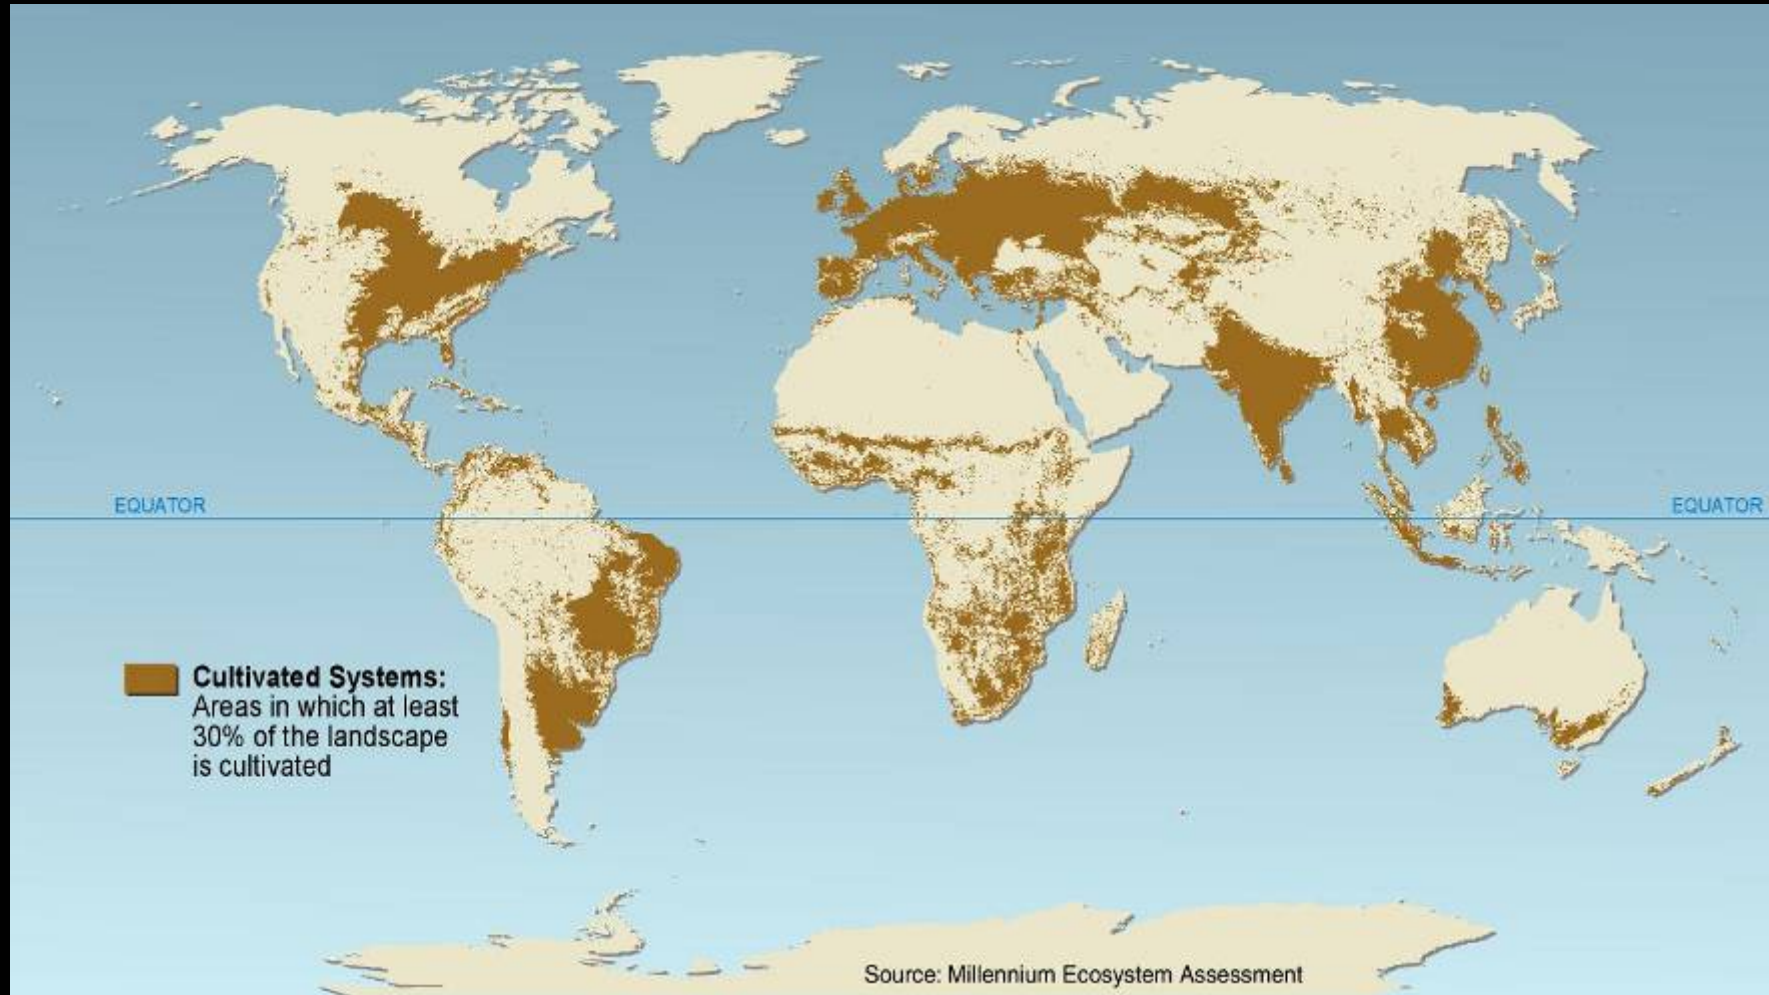 EQUATOR
EQUATOR
Cultivated Systems:
Areas in which at least
30% of the landscape
is cultivated
Source: Millennium Ecosystem Assessment